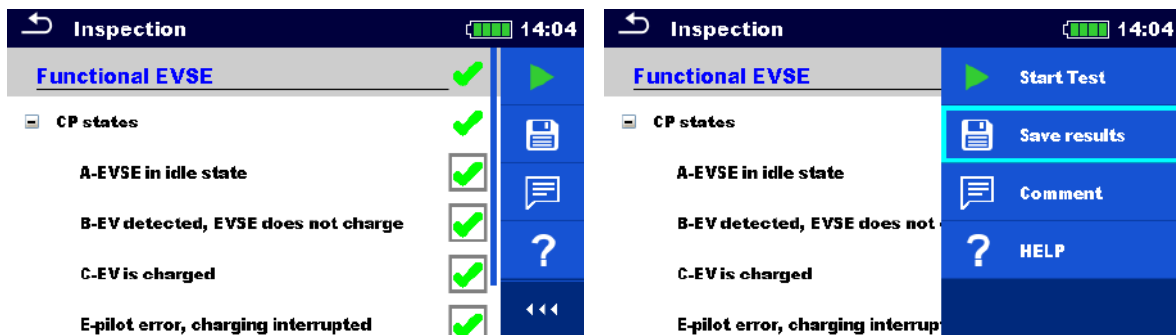 Inspection 14:04
Functional EVSE
CP states
A-EVSE in idle state
B-EV detected, EVSE does not charge
C-EV is charged
E-pilot error, charging interrupted
?
Inspection 14:04
Functional EVSE
CP states
A-EVSE in idle state
B-EV detected, EVSE does not
C-EV is charged
E-pilot error, charging interrup
Start Test
Save results
Comment
? HELP